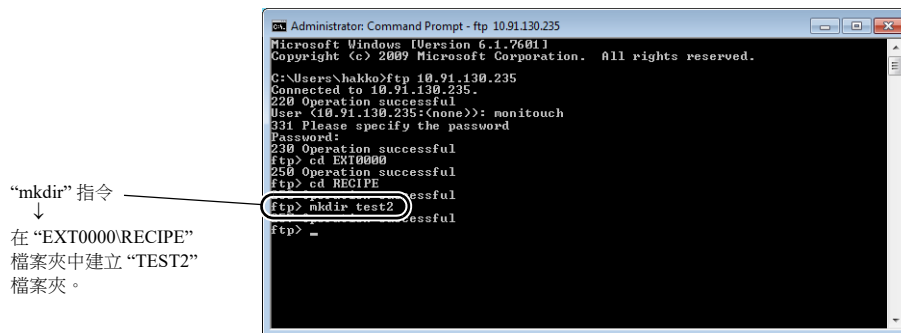 Administrator: Command Prompt - ftp 10.91.130.235
Microsoft Windows [Version 6.1.7601]
Copyright (c) 2009 Microsoft Corporation.  All rights reserved.
C:\Users\hakko>ftp 10.91.130.235
Connected to 10.91.130.235.
220 Operation successful
User (10.91.130.235:(none)): monitouch
331 Please specify the password
Password:
230 Operation successful
ftp> cd EXT0000
250 Operation successful
ftp> cd RECIPE
successful
ftp> mkdir test2
successful
ftp> _
“mkdir” 指令
↓
在 “EXT0000\RECIPE”
檔案夾中建立 “TEST2”
檔案夾。